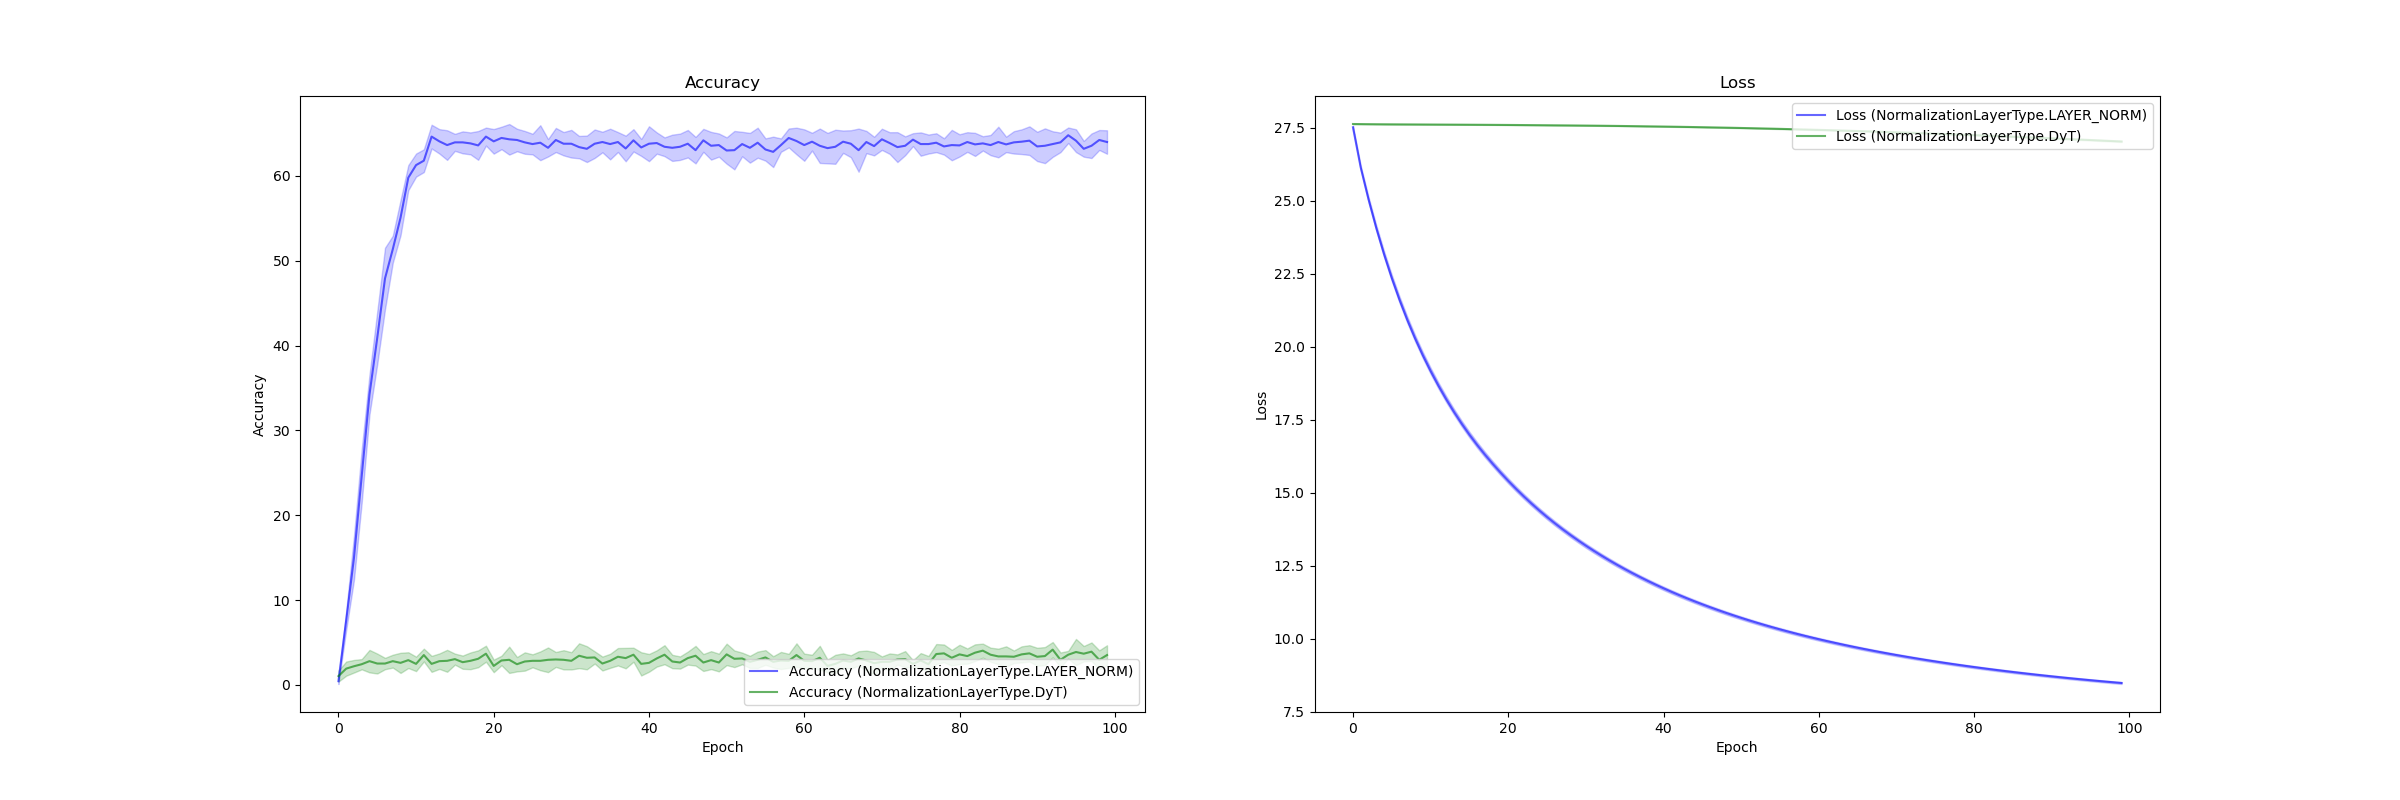 Accuracy
Accuracy
60
50
40
30
20
10
0
0 20 40 60 80 100
Epoch
Accuracy (NormalizationLayerType.LAYER_NORM)
Accuracy (NormalizationLayerType.DyT)
Loss
Loss
27.5
25.0
22.5
20.0
17.5
15.0
12.5
10.0
7.5
0 20 40 60 80 100
Epoch
Loss (NormalizationLayerType.LAYER_NORM)
Loss (NormalizationLayerType.DyT)